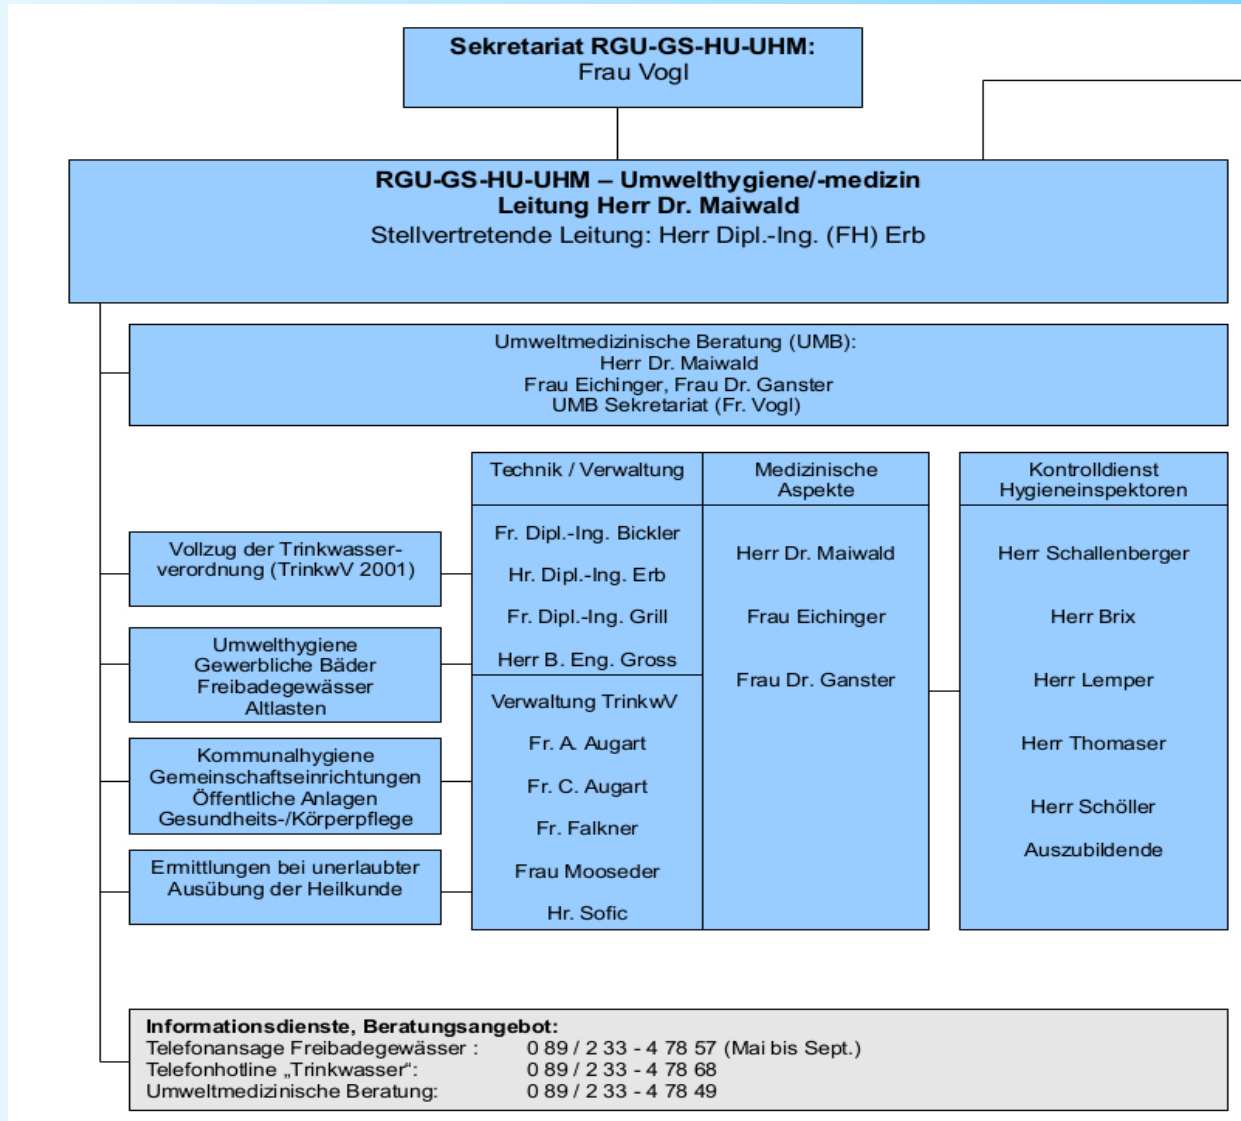 Sekretariat RGU-GS-HU-UHM:
Frau Vogl
RGU-GS-HU-UHM – Umwelthygiene/-medizin
Leitung Herr Dr. Maiwald
Stellvertretende Leitung: Herr Dipl.-Ing. (FH) Erb
Umweltmedizinische Beratung (UMB):
Herr Dr. Maiwald
Frau Eichinger, Frau Dr. Ganster
UMB Sekretariat (Fr. Vogl)
Vollzug der Trinkwasser-
verordnung (TrinkwV 2001)
Umwelthygiene
Gewerbliche Bäder
Freibadegewässer
Altlasten
Kommunalhygiene
Gemeinschaftseinrichtungen
Öffentliche Anlagen
Gesundheits-/Körperpflege
Ermittlungen bei unerlaubter
Ausübung der Heilkunde
Technik / Verwaltung
Fr. Dipl.-Ing. Bickler
Hr. Dipl.-Ing. Erb
Fr. Dipl.-Ing. Grill
Herr B. Eng. Gross
Verwaltung TrinkwV
Fr. A. Augart
Fr. C. Augart
Fr. Falkner
Frau Mooseder
Hr. Sofic
Medizinische
Aspekte
Herr Dr. Maiwald
Frau Eichinger
Frau Dr. Ganster
Kontrolldienst
Hygieneinspektoren
Herr Schallenberger
Herr Brix
Herr Lemper
Herr Thomaser
Herr Schöller
Auszubildende
Informationsdienste, Beratungsangebot:
Telefonansage Freibadegewässer : 0 89 / 2 33 - 4 78 57 (Mai bis Sept.)
Telefonhotline „Trinkwasser“: 0 89 / 2 33 - 4 78 68
Umweltmedizinische Beratung: 0 89 / 2 33 - 4 78 49